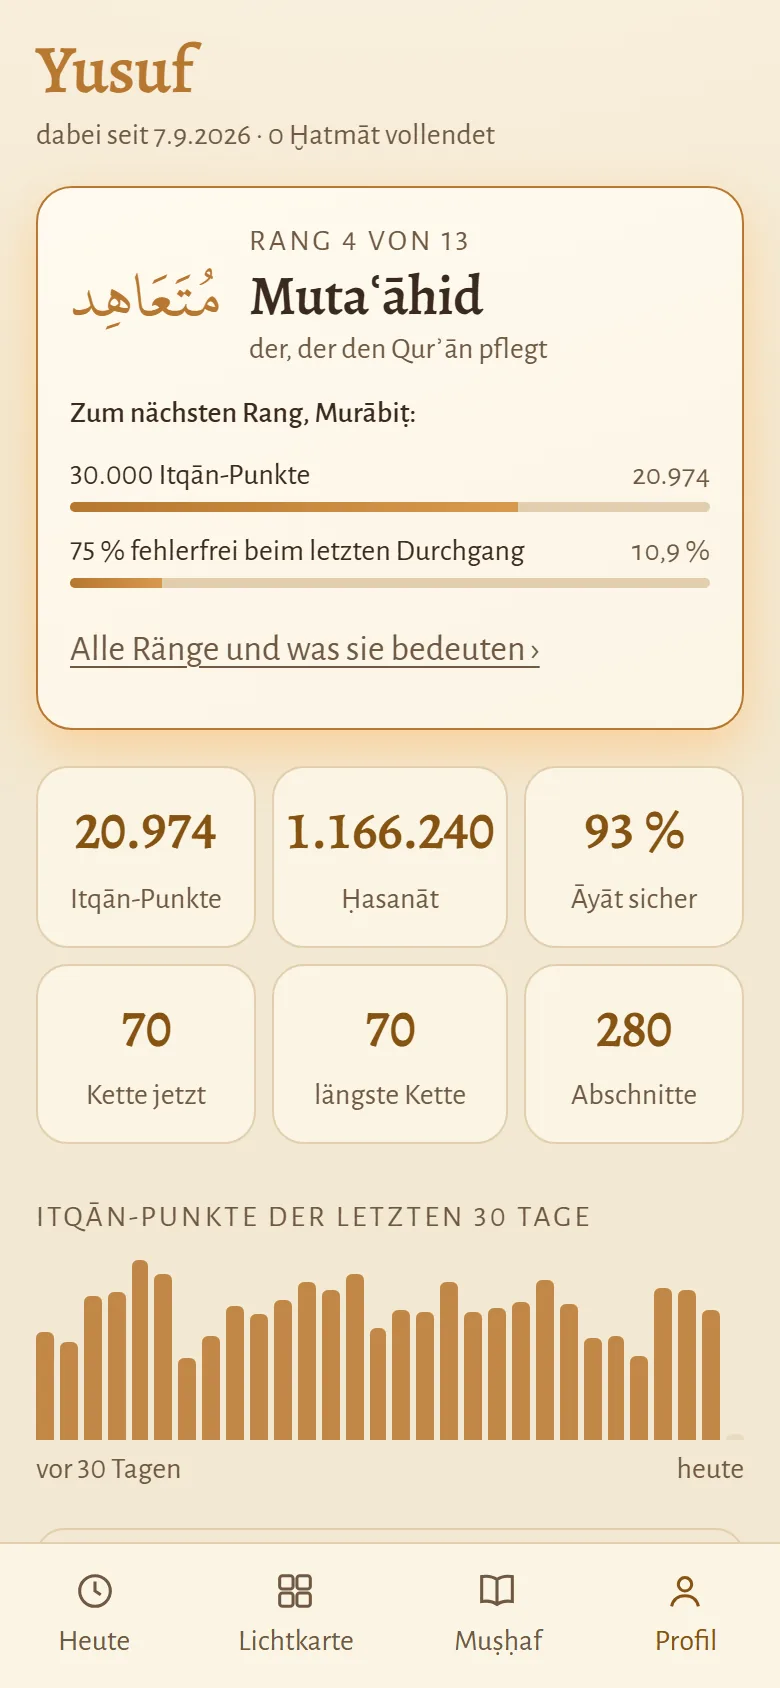 Yusuf
dabei seit 7.9.2026 · 0 Ḫatmāt vollendet
RANG 4 VON 13
مُتَعَاهِد
Mutaʿāhid
der, der den Qurʾān pflegt
Zum nächsten Rang, Murābiṭ:
30.000 Itqān-Punkte 20.974
75 % fehlerfrei beim letzten Durchgang 10,9 %
Alle Ränge und was sie bedeuten ›
20.974 1.166.240 93 %
Itqān-Punkte Ḥasanāt Āyāt sicher
70 70 280
Kette jetzt längste Kette Abschnitte
ITQĀN-PUNKTE DER LETZTEN 30 TAGE
vor 30 Tagen heute
Heute Lichtkarte Muṣḥaf Profil